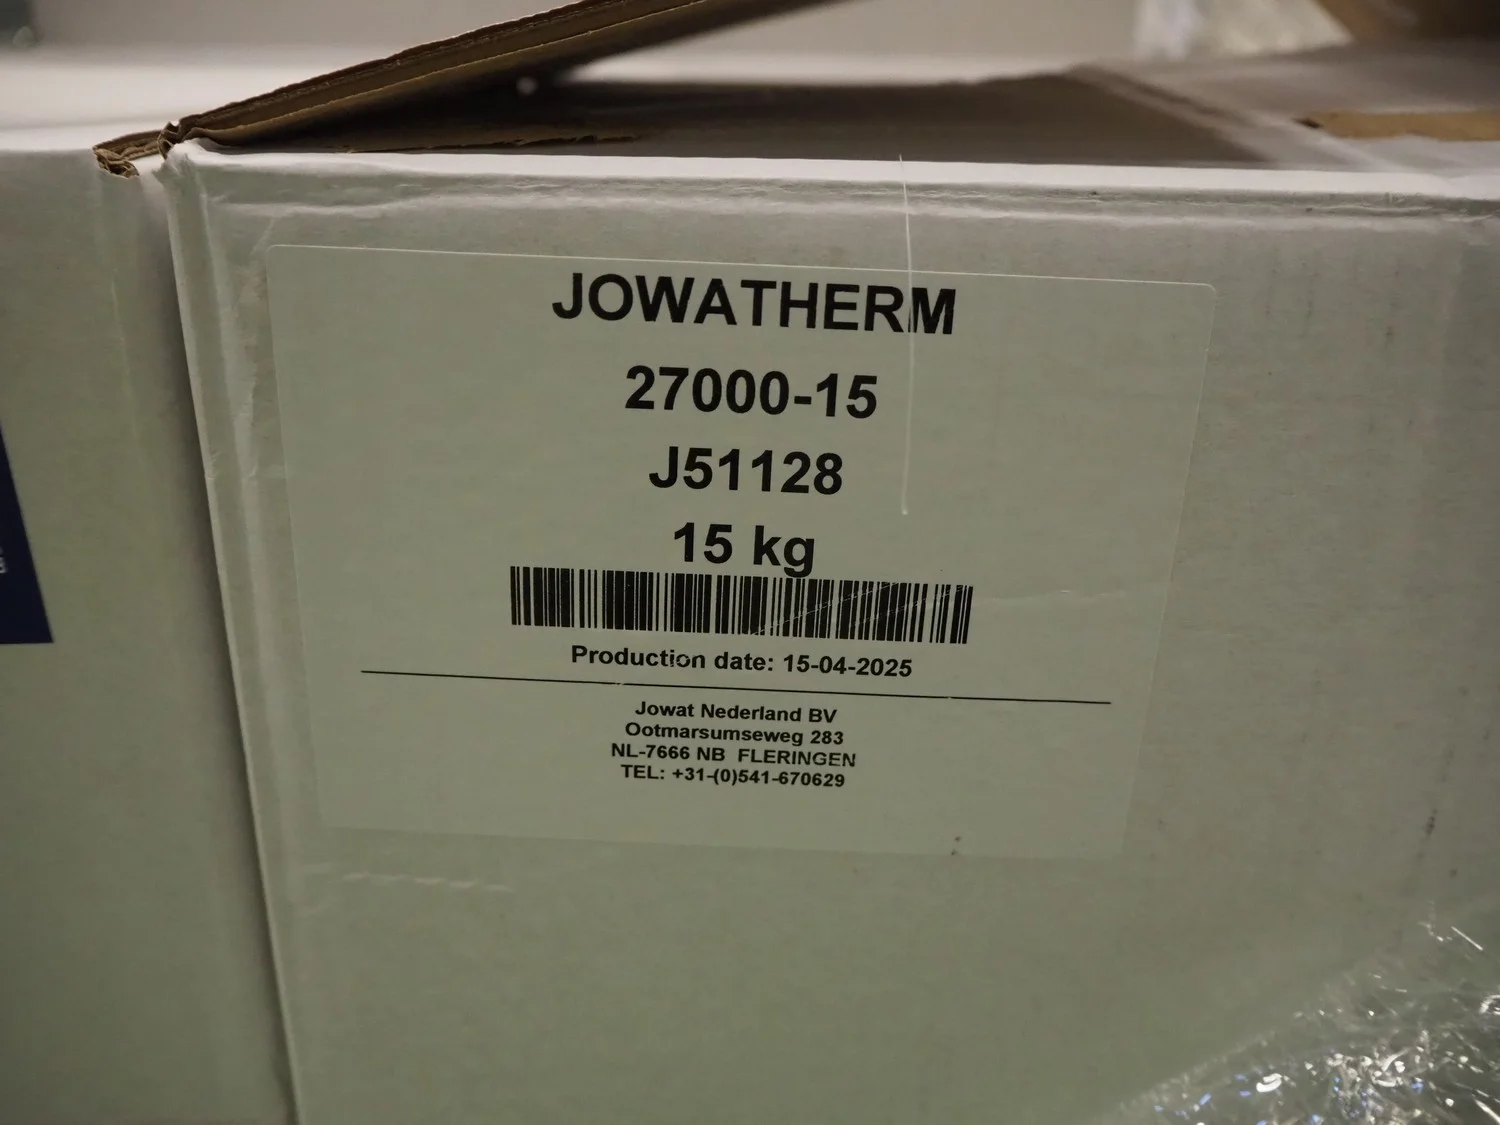 JOWATHERM
27000-15
J51128
15 kg
Production date: 15-04-2025
Jowat Nederland BV
Ootmarsumseweg 283
NL-7666 NB FLERINGEN
TEL: +31-(0)541-670629